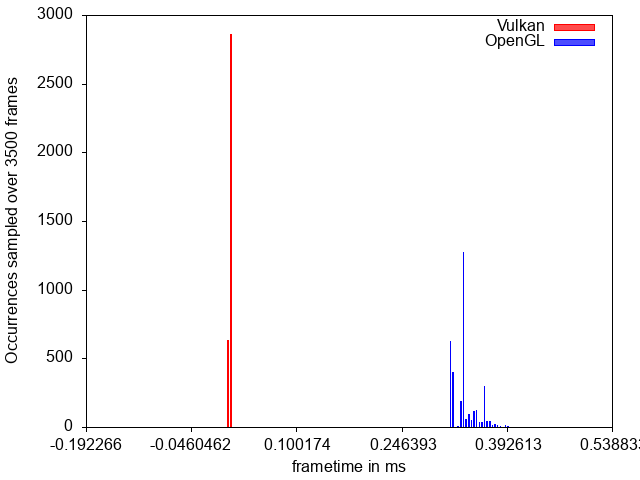 3000
Vulkan
OpenGL
2500
2000
1500
1000
500
0
Occurrences sampled over 3500 frames
-0.192266 -0.0460462 0.100174 0.246393 0.392613 0.538833
frametime in ms